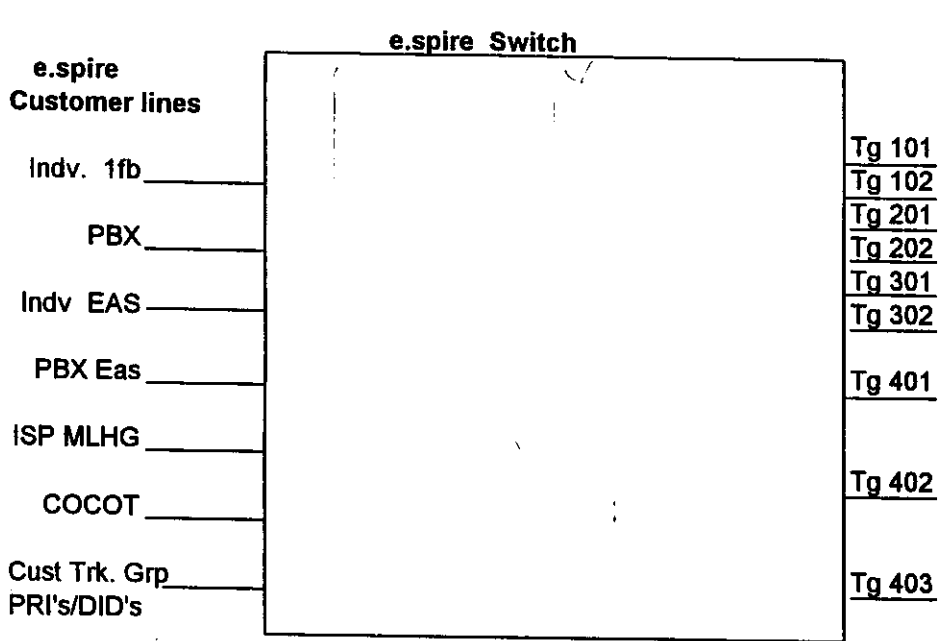 e.spire Switch
e.spire
Customer lines
Indv. 1fb
PBX
Indv EAS
PBX Eas
ISP MLHG
COCOT
Cust Trk. Grp
PRI's/DID's
Tg 101
Tg 102
Tg 201
Tg 202
Tg 301
Tg 302
Tg 401
Tg 402
Tg 403